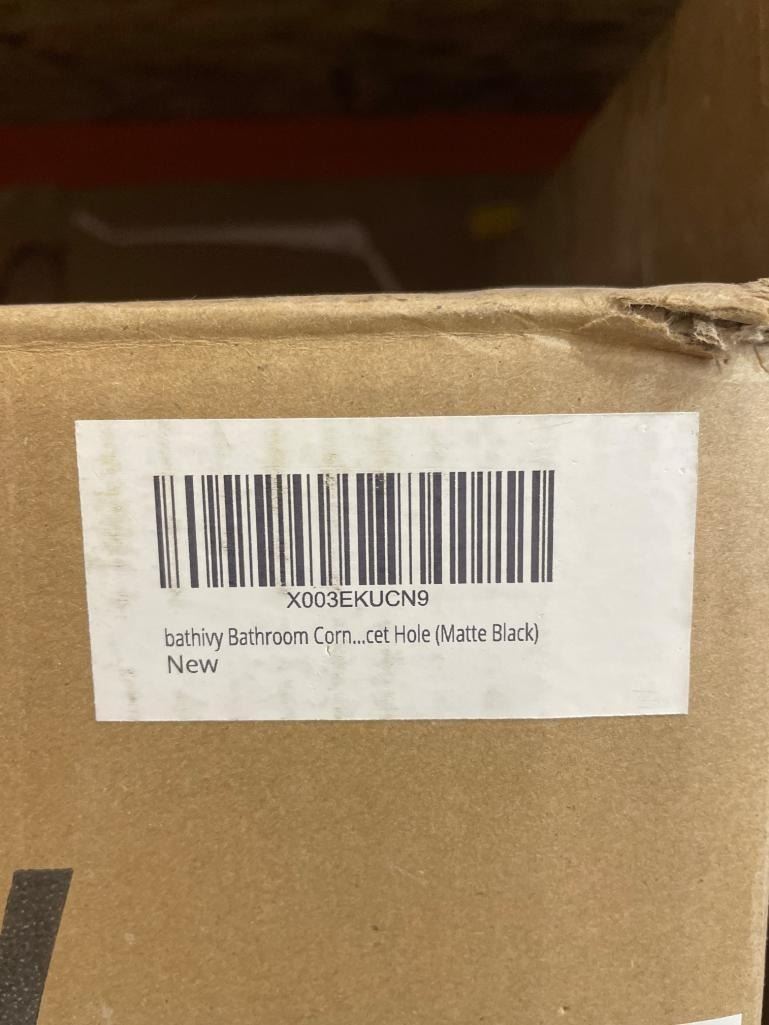 X003EKUCN9
bathivy Bathroom Corn...cet Hole (Matte Black)
New